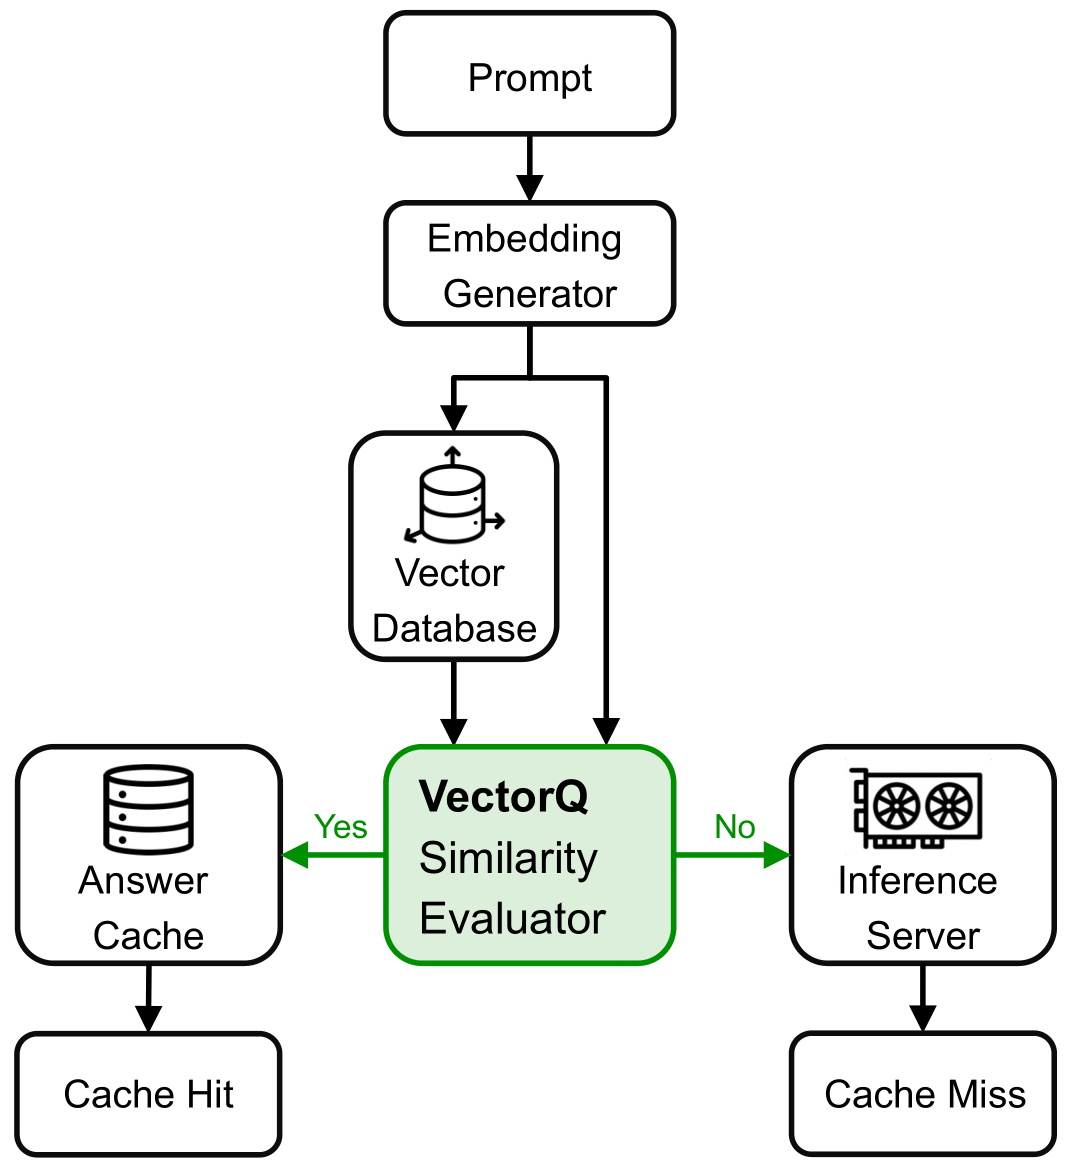 Prompt
Embedding
Generator
Vector
Database
VectorQ
Similarity
Evaluator
Yes
No
Answer
Cache
Inference
Server
Cache Hit
Cache Miss